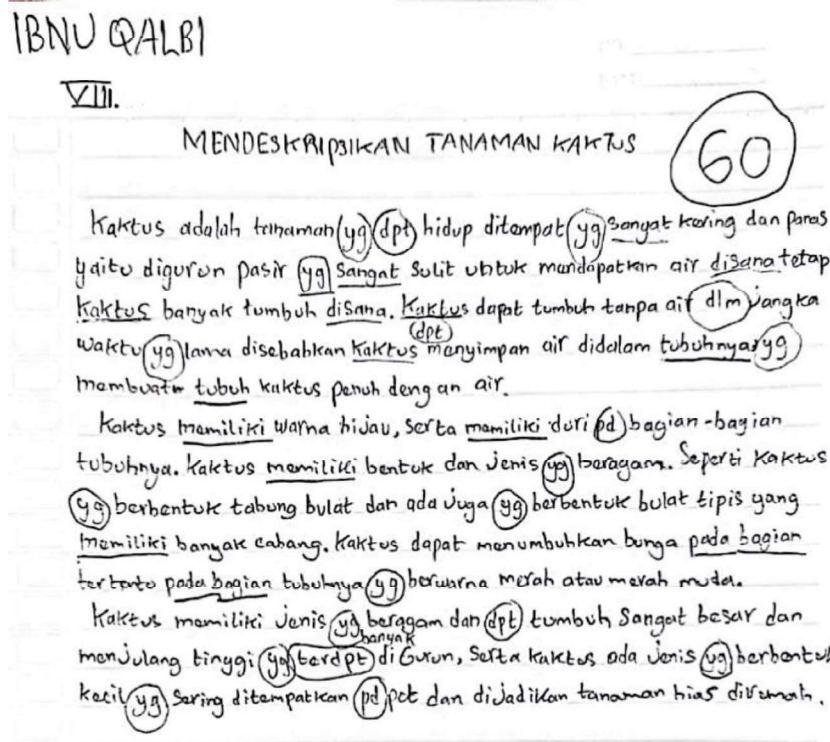 IBNU QALBI
VIII.
MENDESKRIPSIKAN TANAMAN KAKTUS
60
Kaktus adalah tanaman yg dpt hidup ditempat yg sangat kering dan panas
yaitu digurun pasir yg sangat sulit untuk mendapatkan air disana tetap
kaktus banyak tumbuh disana. Kaktus dapat tumbuh tanpa air dlm jangka
waktu yg lama disebabkan kaktus dpt menyimpan air didalam tubuhnya yg
membuat tubuh kaktus penuh dengan air.
Kaktus memiliki warna hijau, serta memiliki duri pd bagian-bagian
tubuhnya. Kaktus memiliki bentuk dan jenis yg beragam. Seperti kaktus
yg berbentuk tabung bulat dan ada juga yg berbentuk bulat tipis yang
memiliki banyak cabang. Kaktus dapat menumbuhkan bunga pada bagian
pada bagian tubuhnya yg berwarna merah atau merah muda.
Kaktus memiliki jenis yg beragam dan dpt tumbuh sangat besar dan
menjulang tinggi yg banyak terdpt di Gurun, serta kaktus ada jenis yg berbentu
kecil yg sering ditempatkan pd pot dan dijadikan tanaman hias dirumah.